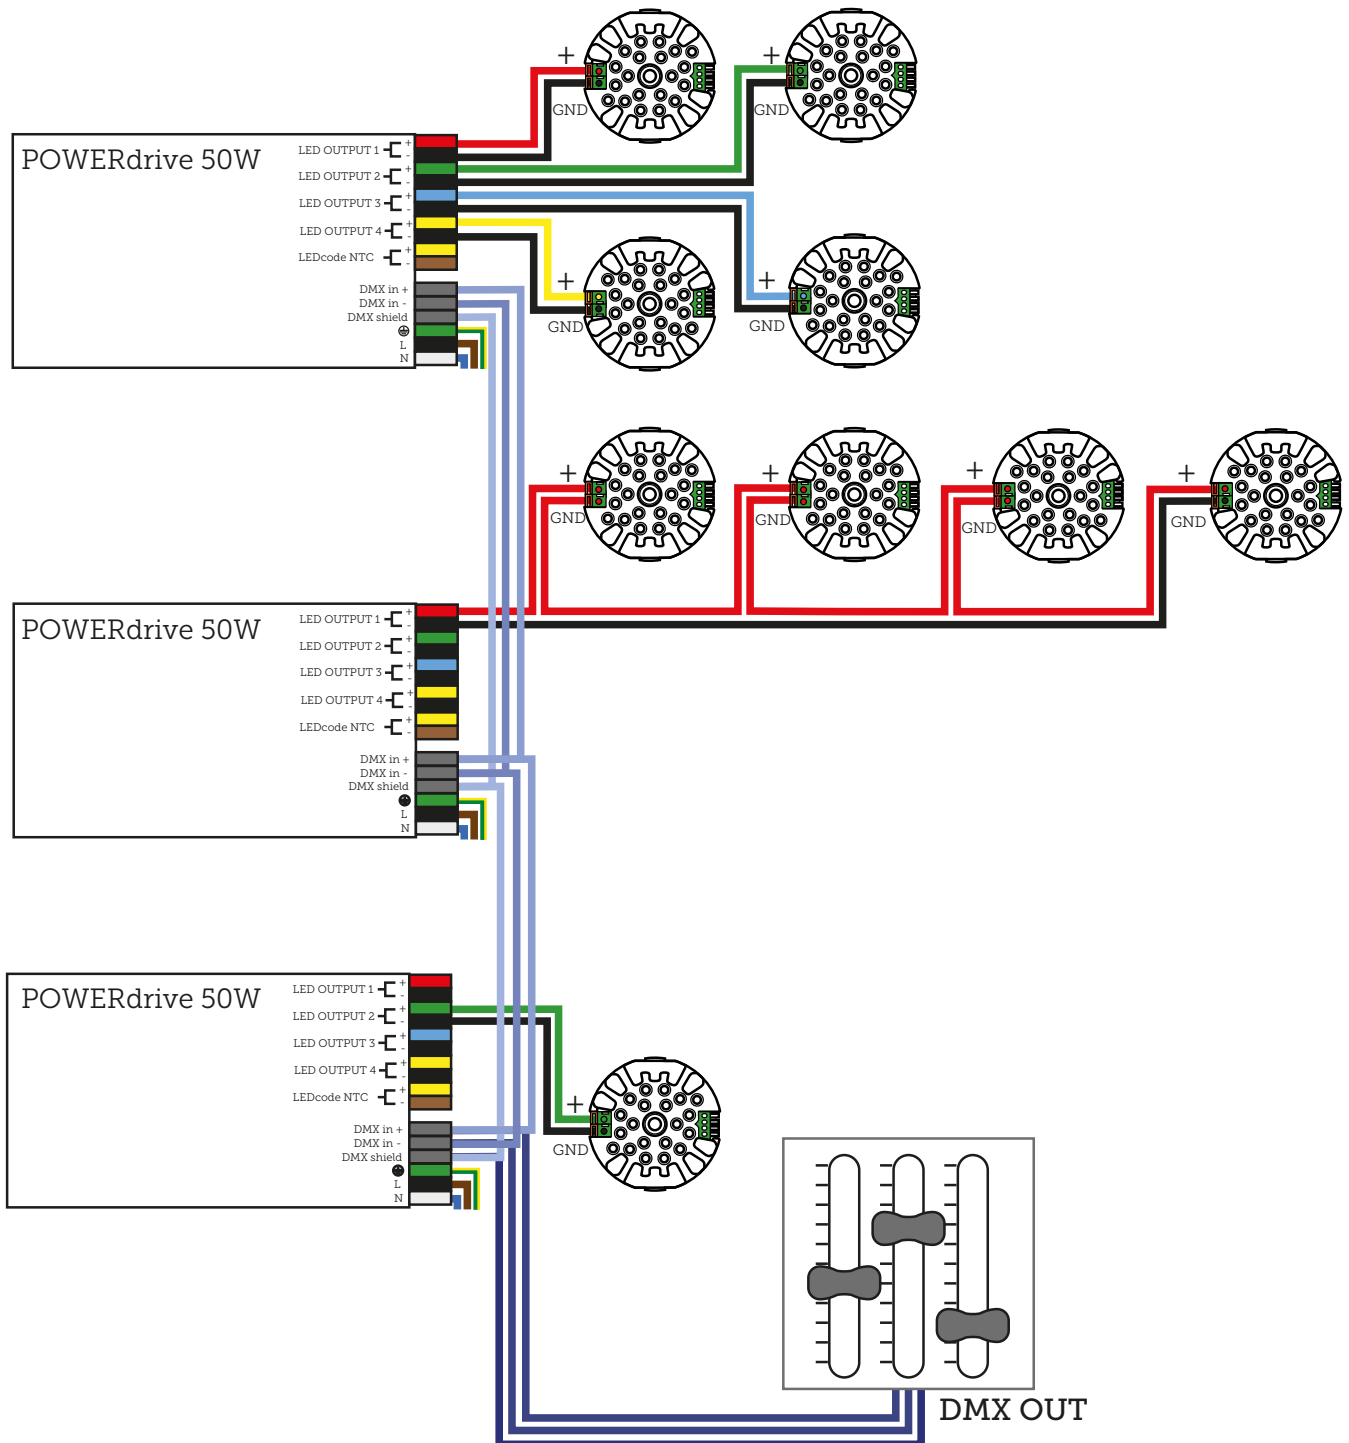 +
GND
+
GND
POWERdrive 50W
LED OUTPUT 1 + -
LED OUTPUT 2 + -
LED OUTPUT 3 + -
LED OUTPUT 4 + -
LEDcode NTC + -
DMX in +
DMX in -
DMX shield
L
N
+
GND
+
GND
+
GND
+
GND
+
GND
+
GND
POWERdrive 50W
LED OUTPUT 1 + -
LED OUTPUT 2 + -
LED OUTPUT 3 + -
LED OUTPUT 4 + -
LEDcode NTC + -
DMX in +
DMX in -
DMX shield
L
N
POWERdrive 50W
LED OUTPUT 1 + -
LED OUTPUT 2 + -
LED OUTPUT 3 + -
LED OUTPUT 4 + -
LEDcode NTC + -
DMX in +
DMX in -
DMX shield
L
N
+
GND
DMX OUT